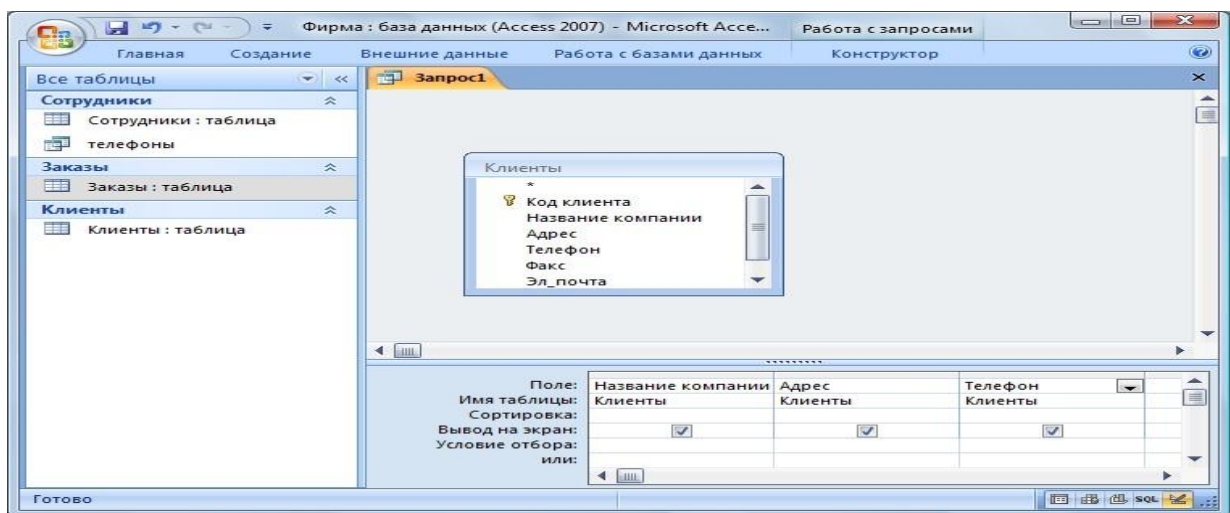 Фирма : база данных (Access 2007) - Microsoft Acce...
Работа с запросами
Главная
Создание
Внешние данные
Работа с базами данных
Конструктор
Все таблицы
Запрос1
Сотрудники
Сотрудники : таблица
телефоны
Заказы
Заказы : таблица
Клиенты
Клиенты : таблица
Клиенты
*
Код клиента
Название компании
Адрес
Телефон
Факс
Эл_почта
Поле: Название компании Адрес Телефон
Имя таблицы: Клиенты Клиенты Клиенты
Сортировка:
Вывод на экран:
Условие отбора:
или:
Готово
SQL